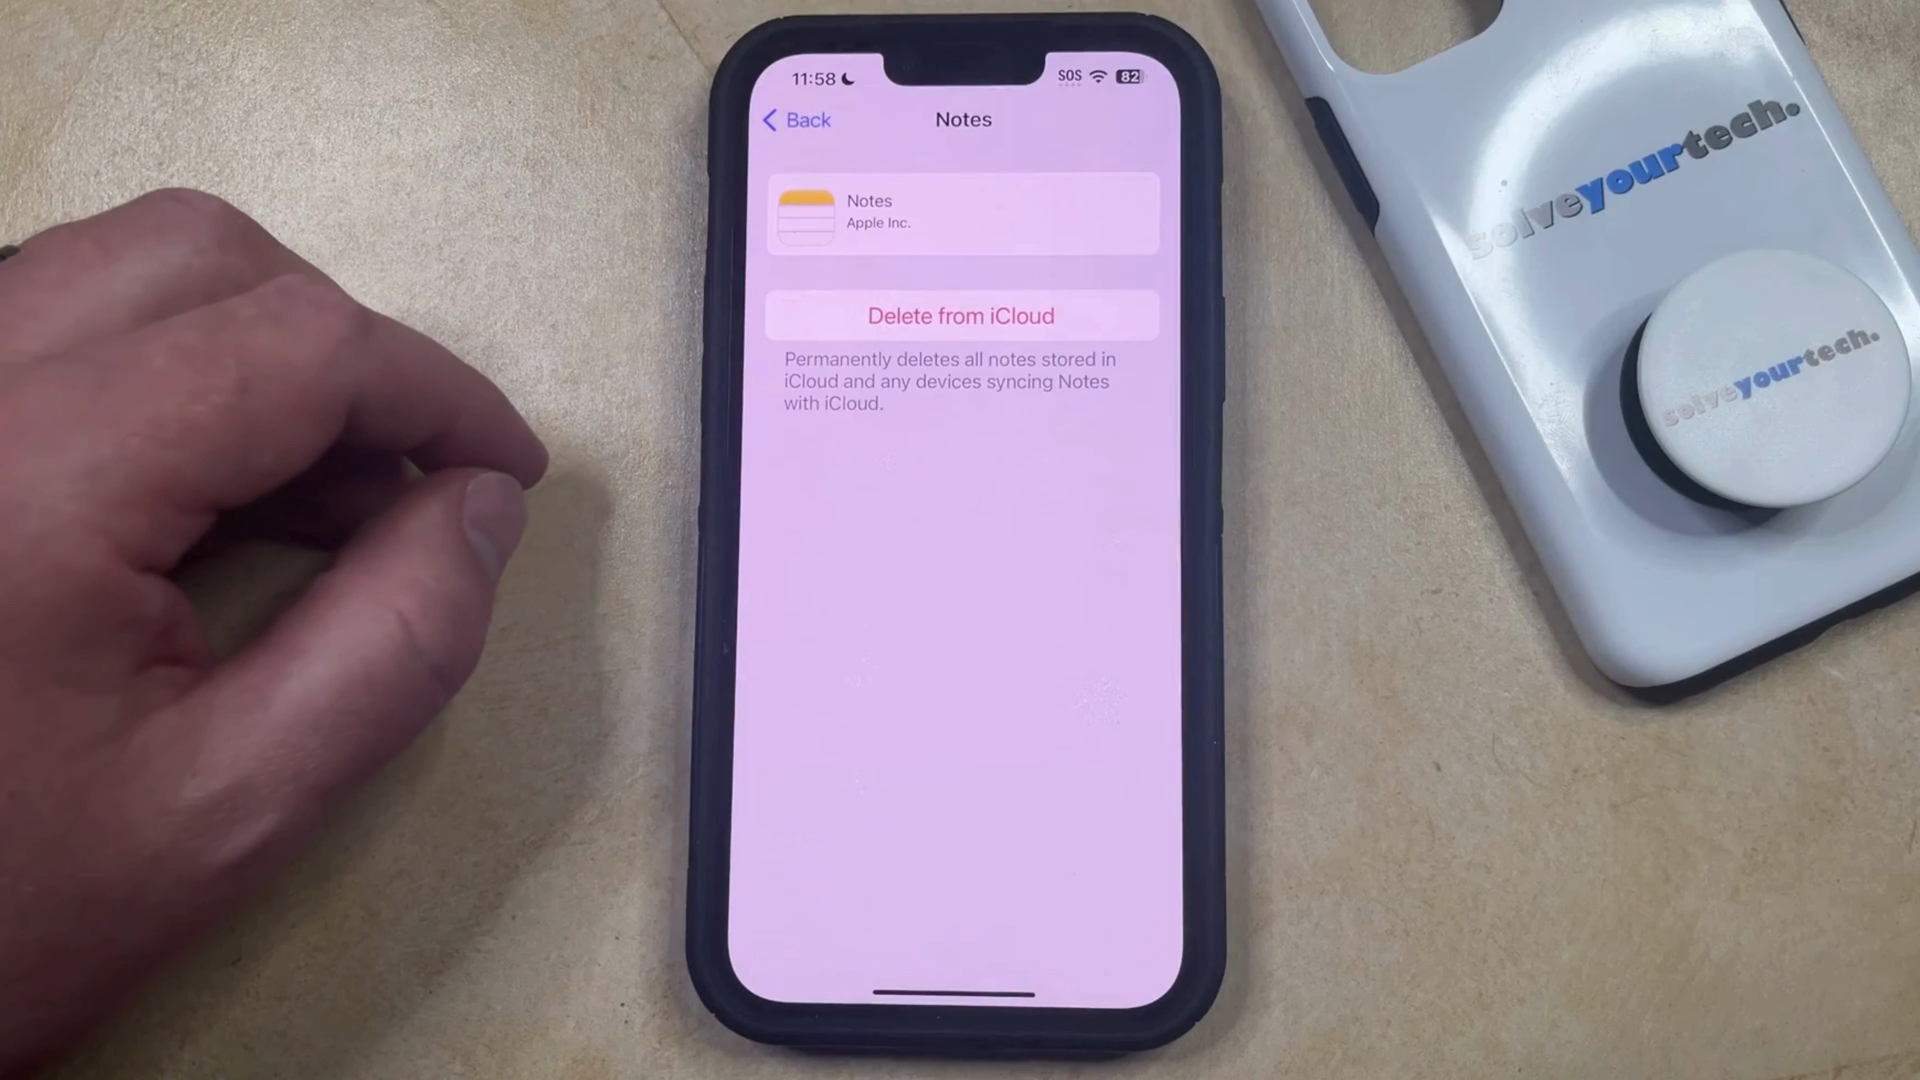 11:58
SOS
82
Back
Notes
Notes
Apple Inc.
Delete from iCloud
Permanently deletes all notes stored in
iCloud and any devices syncing Notes
with iCloud.
solveyourtech.
solveyourtech.